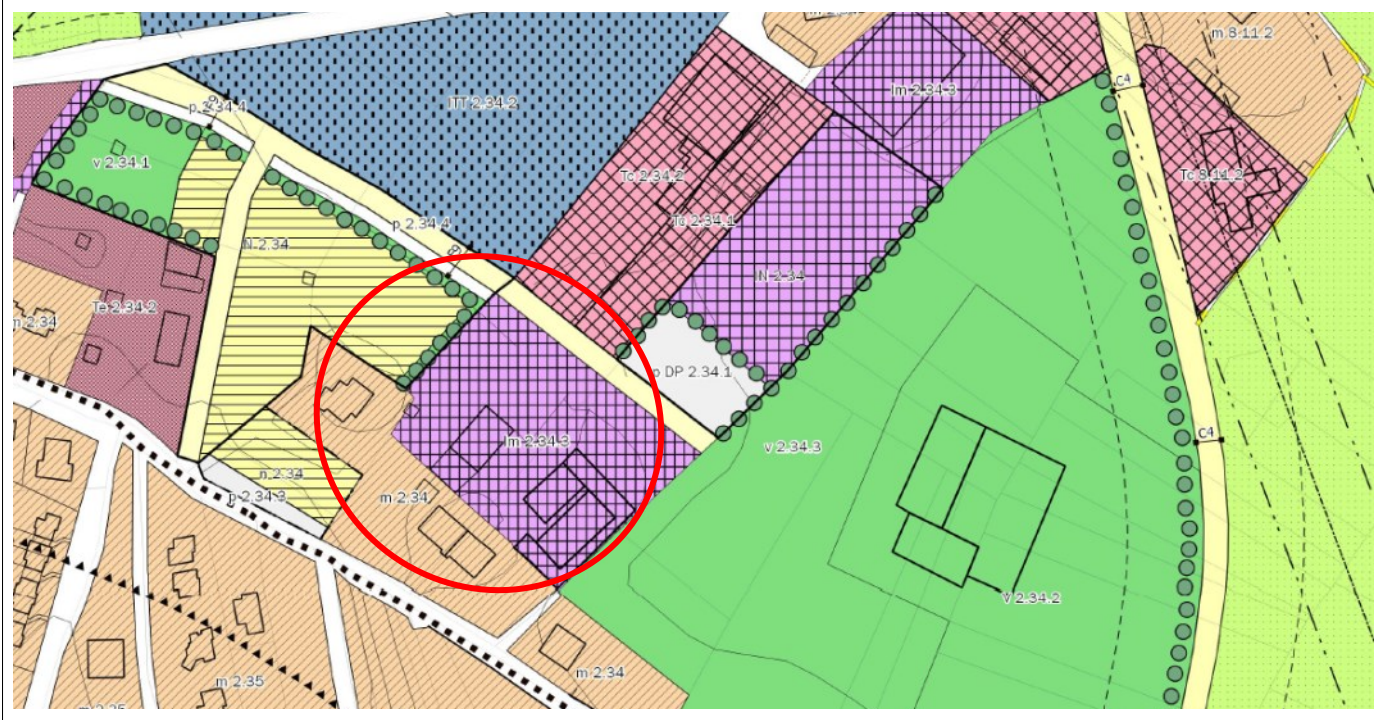 m 8.11.2
Im 2.34.3
C4
p 2.34.4
ITT 2.34.2
v 2.34.1
Tc 2.34.2
Tc 8.11.2
p 2.34.4
Tc 2.34.1
N 2.34
IN 2.34
Te 2.34.2
m 2.34
p DP 2.34.1
Im 2.34.3
v 2.34.3
C4
n 2.34
p 2.34.3
m 2.34
V 2.34.2
m 2.34
m 2.35